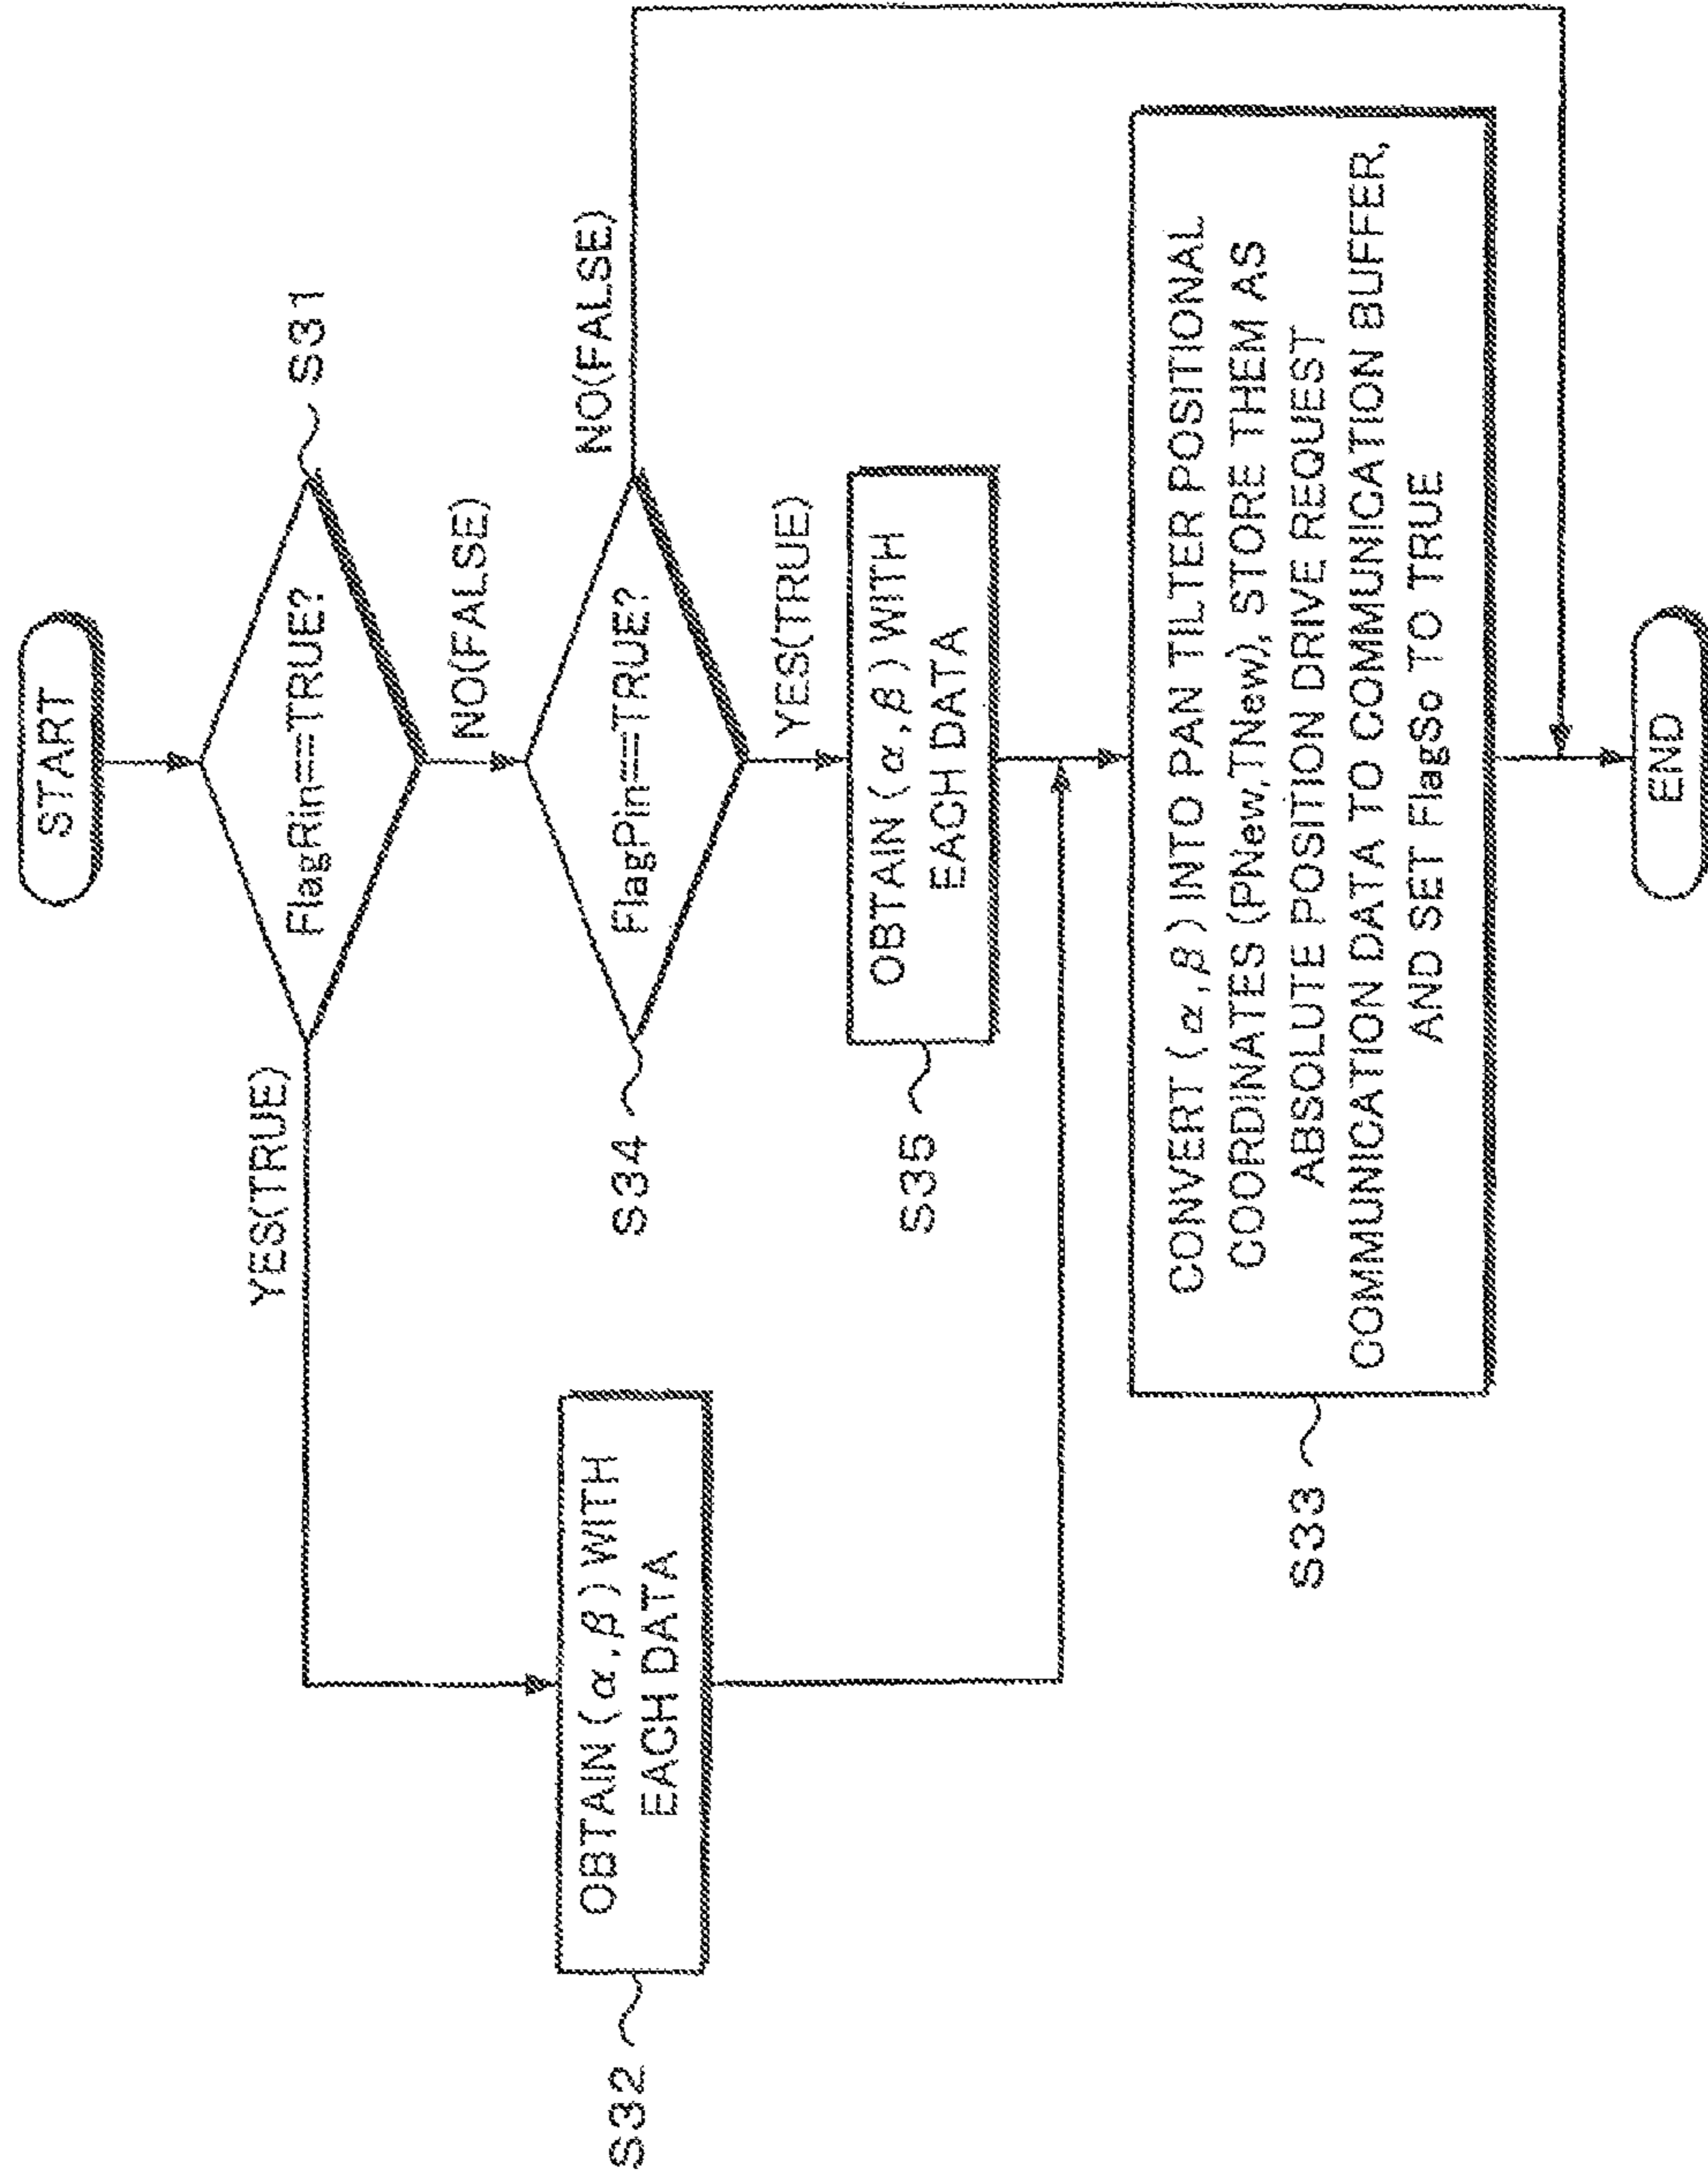 START
FlagRin==TRUE?
S31
YES(TRUE)
NO(FALSE)
FlagPin==TRUE?
S34
NO(FALSE)
YES(TRUE)
OBTAIN (α,β) WITH
EACH DATA
S32
OBTAIN (α,β) WITH
EACH DATA
S35
CONVERT (α,β) INTO PAN TILTER POSITIONAL
COORDINATES (PNew,TNew), STORE THEM AS
ABSOLUTE POSITION DRIVE REQUEST
COMMUNICATION DATA TO COMMUNICATION BUFFER,
AND SET FlagSo TO TRUE
S33
END